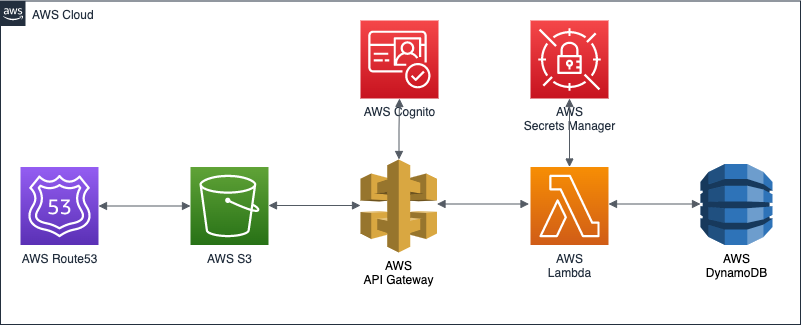 aws
AWS Cloud
AWS Cognito
AWS
Secrets Manager
53
AWS Route53
AWS S3
AWS
API Gateway
AWS
Lambda
AWS
DynamoDB